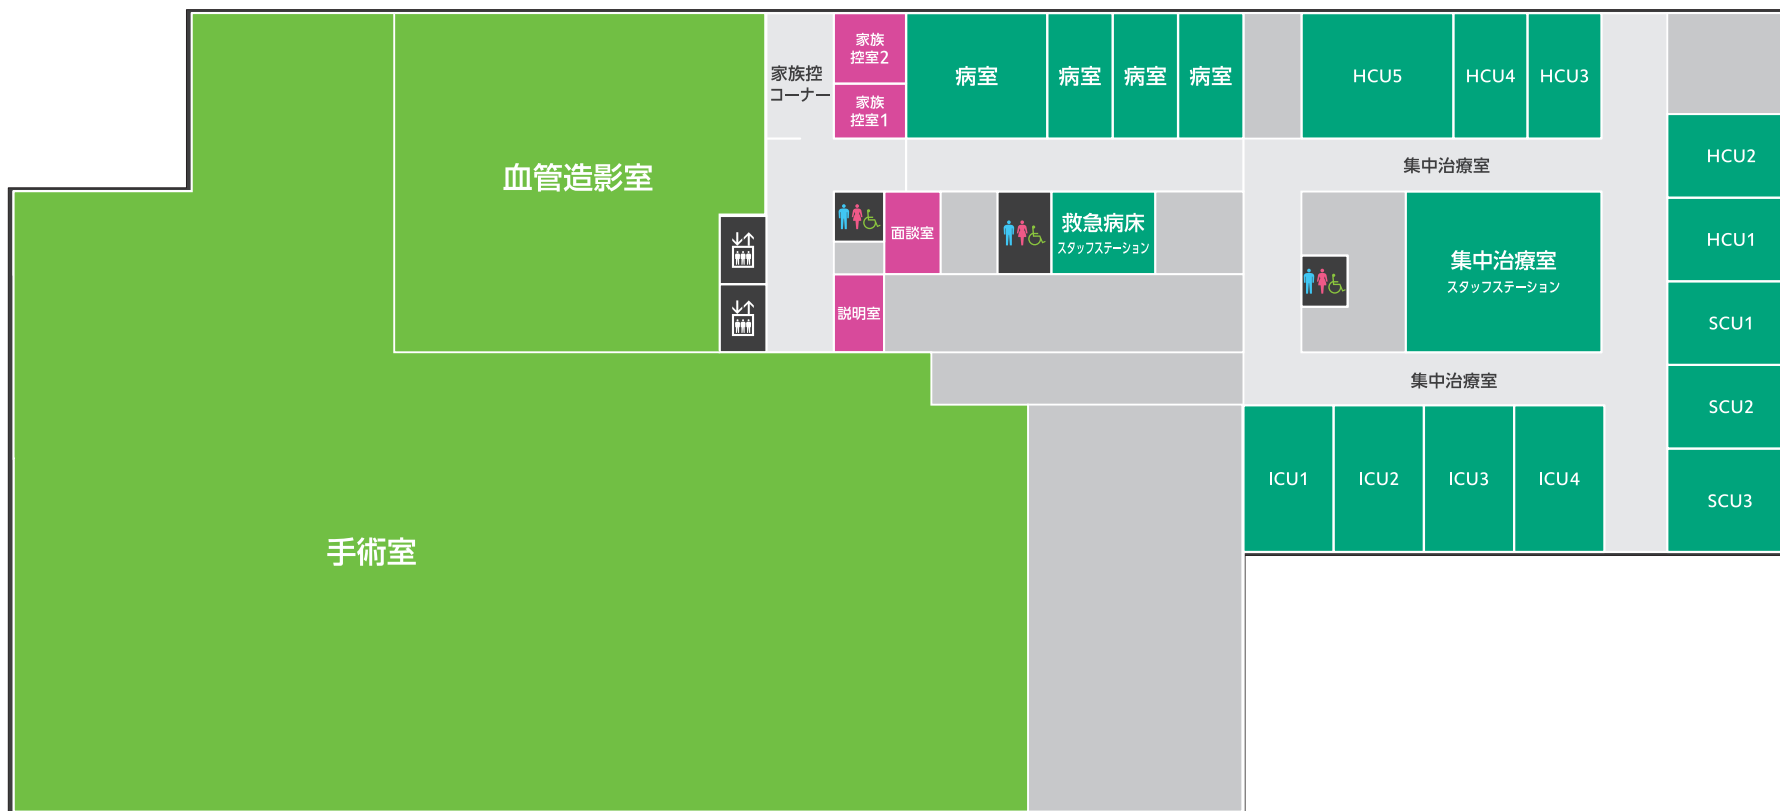 家族
控室2
家族控
コーナー
家族
控室1
病室
病室
病室
病室
HCU5
HCU4
HCU3
血管造影室
集中治療室
HCU2
面談室
救急病床
スタッフステーション
HCU1
集中治療室
スタッフステーション
説明室
SCU1
集中治療室
SCU2
ICU1
ICU2
ICU3
ICU4
SCU3
手術室